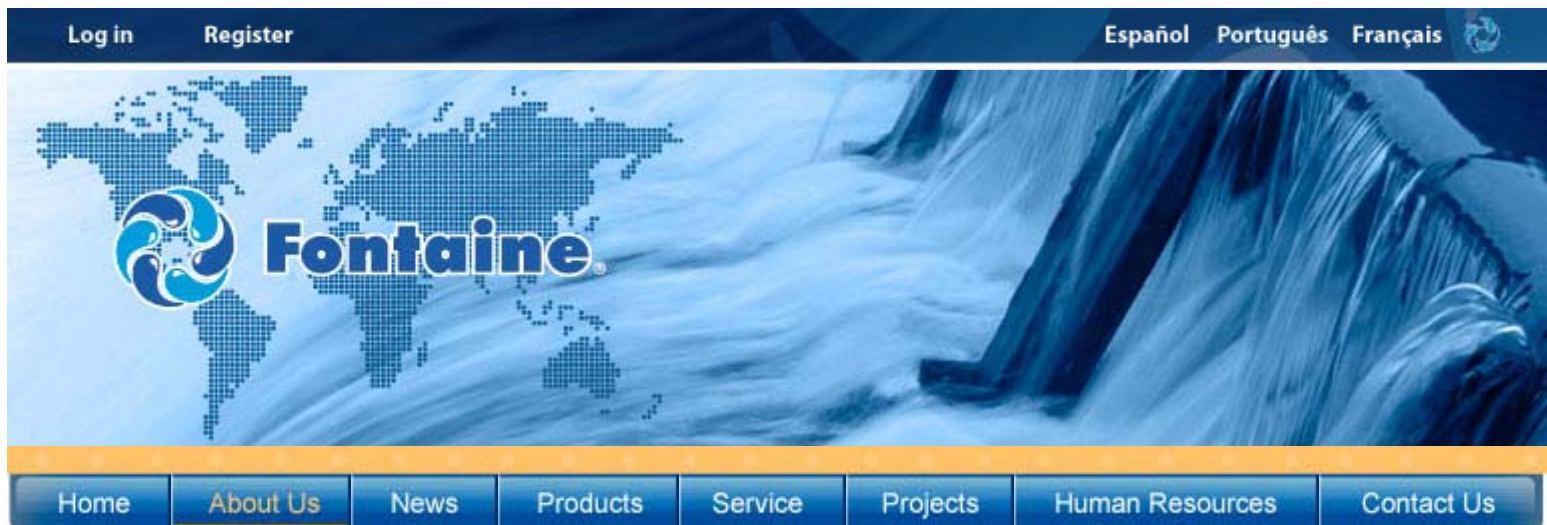 Log in Register Español Português Français
Fontaine®
Home About Us News Products Service Projects Human Resources Contact Us